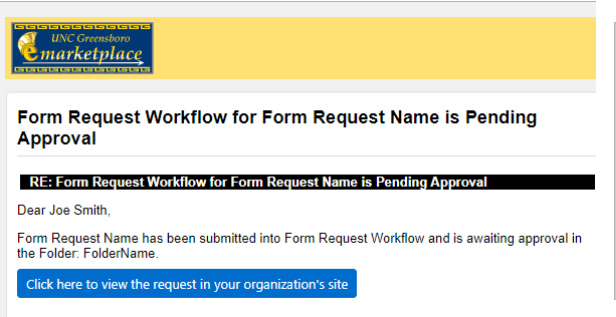 UNC Greensboro
emarketplace
Form Request Workflow for Form Request Name is Pending
Approval
RE: Form Request Workflow for Form Request Name is Pending Approval
Dear Joe Smith,
Form Request Name has been submitted into Form Request Workflow and is awaiting approval in
the Folder: FolderName.
Click here to view the request in your organization's site